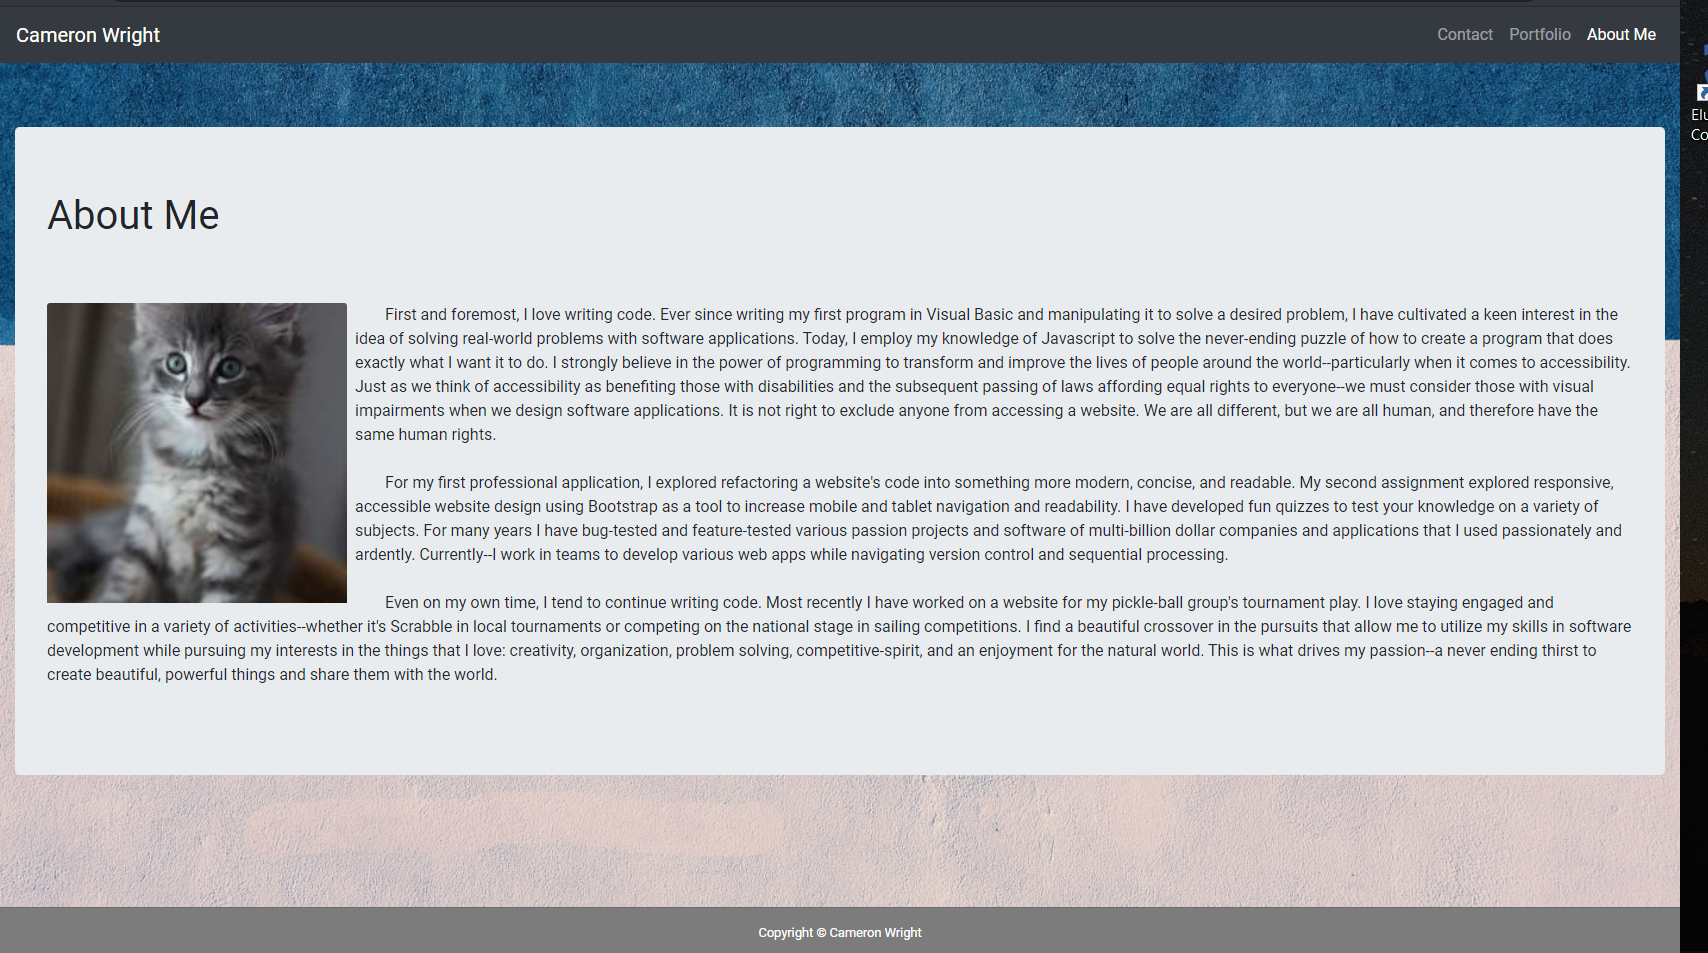 Cameron Wright
Contact Portfolio About Me
Elu
Co
About Me
First and foremost, I love writing code. Ever since writing my first program in Visual Basic and manipulating it to solve a desired problem, I have cultivated a keen interest in the
idea of solving real-world problems with software applications. Today, I employ my knowledge of Javascript to solve the never-ending puzzle of how to create a program that does
exactly what I want it to do. I strongly believe in the power of programming to transform and improve the lives of people around the world--particularly when it comes to accessibility.
Just as we think of accessibility as benefiting those with disabilities and the subsequent passing of laws affording equal rights to everyone--we must consider those with visual
impairments when we design software applications. It is not right to exclude anyone from accessing a website. We are all different, but we are all human, and therefore have the
same human rights.
For my first professional application, I explored refactoring a website's code into something more modern, concise, and readable. My second assignment explored responsive,
accessible website design using Bootstrap as a tool to increase mobile and tablet navigation and readability. I have developed fun quizzes to test your knowledge on a variety of
subjects. For many years I have bug-tested and feature-tested various passion projects and software of multi-billion dollar companies and applications that I used passionately and
ardently. Currently--I work in teams to develop various web apps while navigating version control and sequential processing.
Even on my own time, I tend to continue writing code. Most recently I have worked on a website for my pickle-ball group's tournament play. I love staying engaged and
competitive in a variety of activities--whether it's Scrabble in local tournaments or competing on the national stage in sailing competitions. I find a beautiful crossover in the pursuits that allow me to utilize my skills in software
development while pursuing my interests in the things that I love: creativity, organization, problem solving, competitive-spirit, and an enjoyment for the natural world. This is what drives my passion--a never ending thirst to
create beautiful, powerful things and share them with the world.
Copyright © Cameron Wright